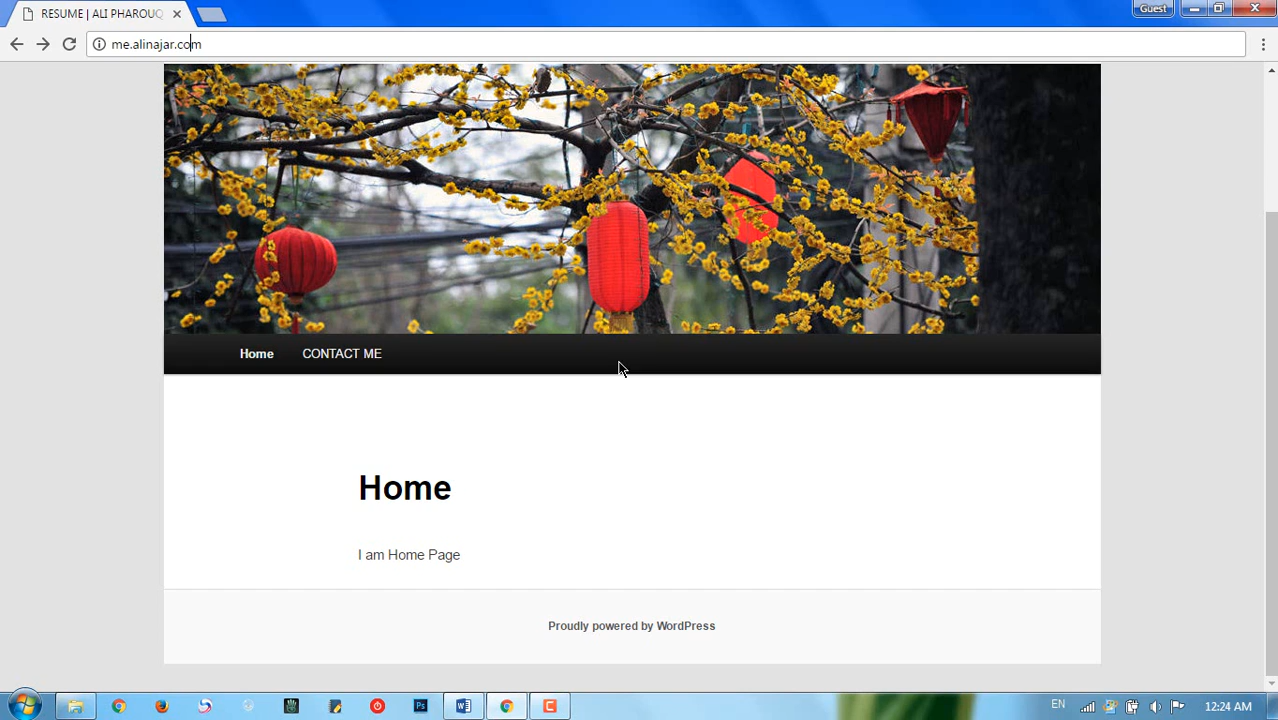 RESUME | ALI PHAROUQ
Guest
me.alinajar.com
Home CONTACT ME
Home
I am Home Page
Proudly powered by WordPress
EN 12:24 AM